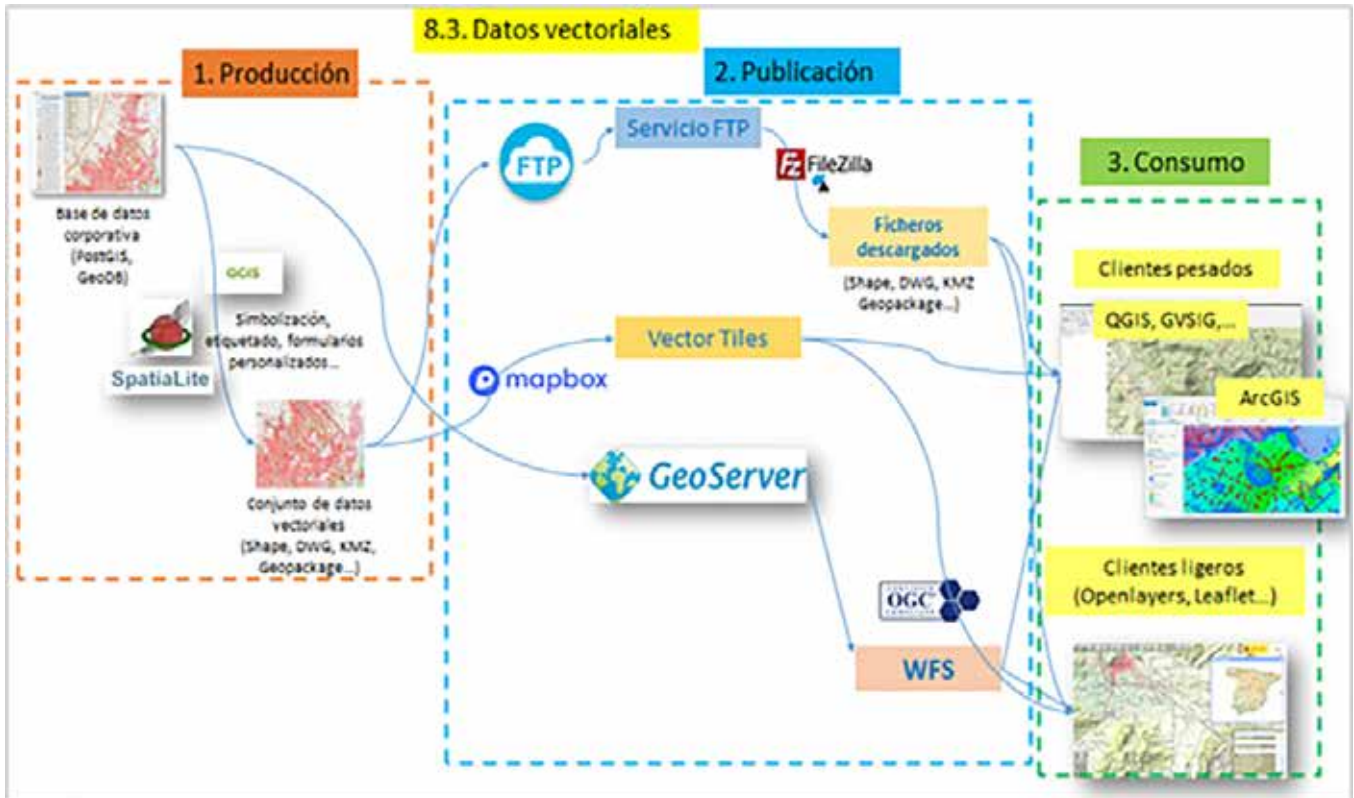 8.3. Datos vectoriales
1. Producción
Base de datos
corporativa
(PostGIS,
GeoDB)
QGIS
SpatiaLite
Simbolización,
etiquetado, formularios
personalizados...
Conjunto de datos
vectoriales
(Shape, DWG, KMZ,
Geopackage...)
2. Publicación
FTP
Servicio FTP
Fz FileZilla
Ficheros
descargados
(Shape, DWG, KMZ
Geopackage...)
mapbox
Vector Tiles
GeoServer
OGC
WFS
3. Consumo
Clientes pesados
QGIS, GVSIG,...
ArcGIS
Clientes ligeros
(Openlayers, Leaflet...)